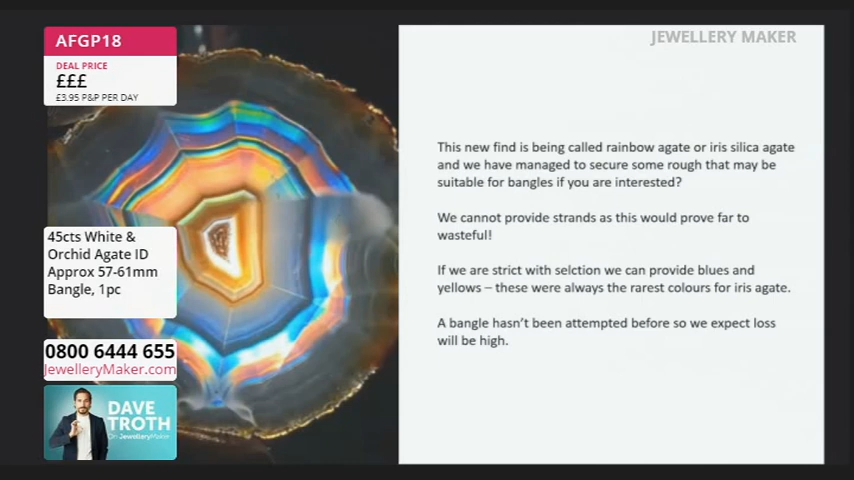 AFGP18
DEAL PRICE
£££
£3.95 P&P PER DAY
45cts White &
Orchid Agate ID
Approx 57-61mm
Bangle, 1pc
0800 6444 655
JewelleryMaker.com
DAVE
TROTH
On JewelleryMaker
JEWELLERY MAKER
This new find is being called rainbow agate or iris silica agate
and we have managed to secure some rough that may be
suitable for bangles if you are interested?
We cannot provide strands as this would prove far to
wasteful!
If we are strict with selction we can provide blues and
yellows – these were always the rarest colours for iris agate.
A bangle hasn't been attempted before so we expect loss
will be high.